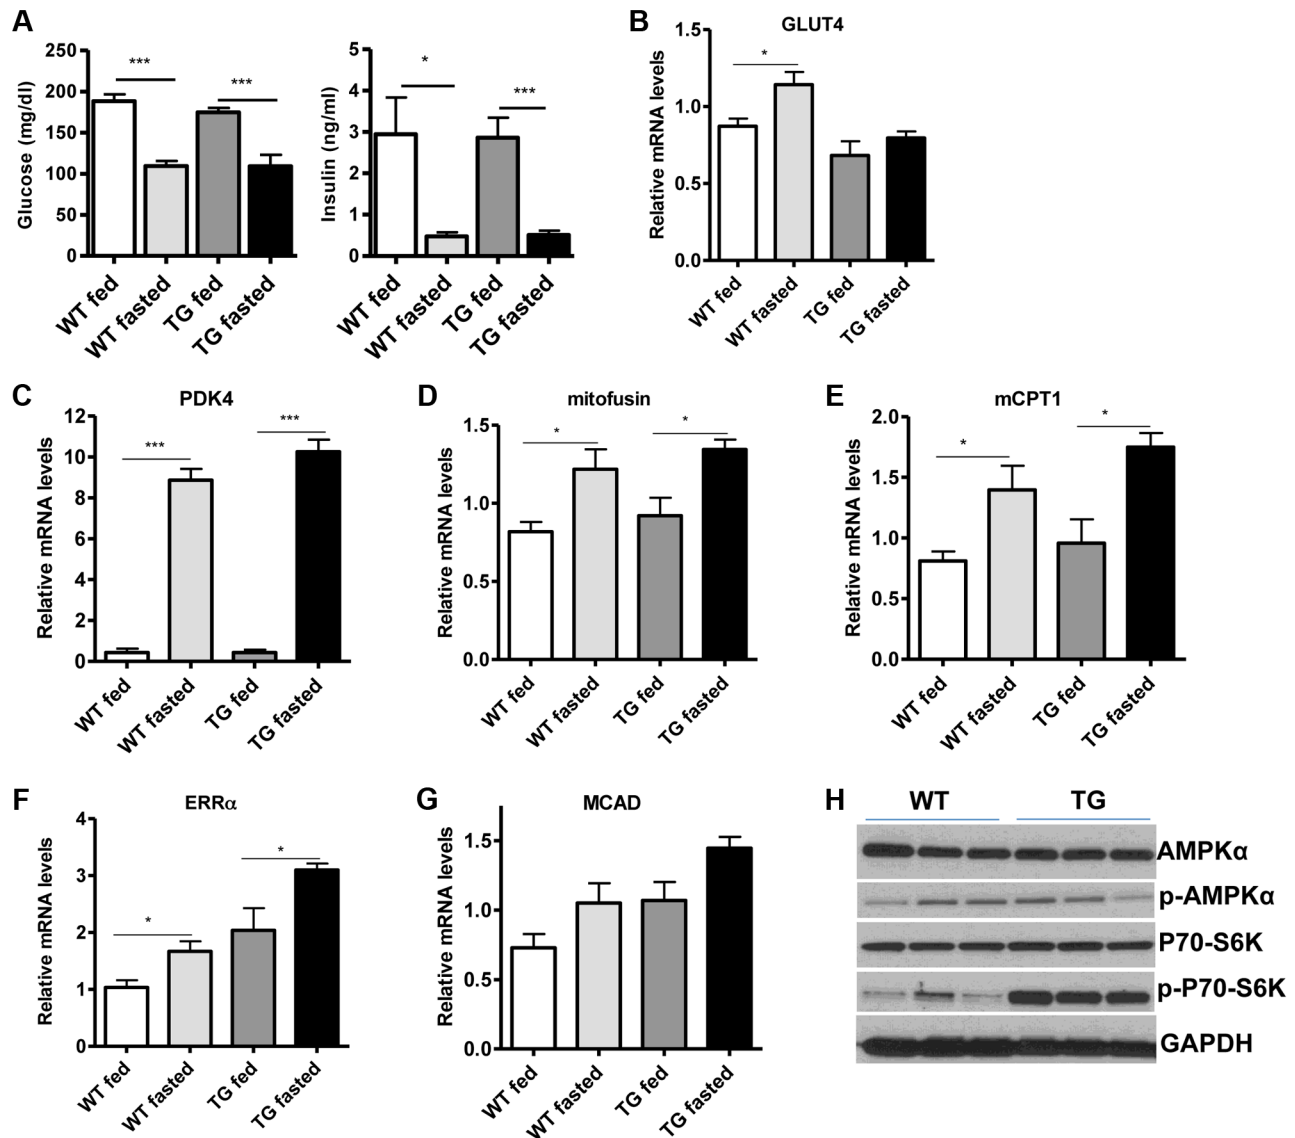 A
Glucose (mg/dl)
250
200
150
100
50
0
***
***
WT fed
WT fasted
TG fed
TG fasted
Insulin (ng/ml)
5
4
3
2
1
0
*
***
WT fed
WT fasted
TG fed
TG fasted
B
GLUT4
Relative mRNA levels
1.5
1.0
0.5
0.0
*
WT fed
WT fasted
TG fed
TG fasted
C
PDK4
Relative mRNA levels
12
10
8
6
4
2
0
***
***
WT fed
WT fasted
TG fed
TG fasted
D
mitofusin
Relative mRNA levels
1.5
1.0
0.5
0.0
*
*
WT fed
WT fasted
TG fed
TG fasted
E
mCPT1
Relative mRNA levels
2.0
1.5
1.0
0.5
0.0
*
*
WT fed
WT fasted
TG fed
TG fasted
F
ERRα
Relative mRNA levels
4
3
2
1
0
*
*
WT fed
WT fasted
TG fed
TG fasted
G
MCAD
Relative mRNA levels
1.5
1.0
0.5
0.0
WT fed
WT fasted
TG fed
TG fasted
H
WT TG
AMPKα
p-AMPKα
P70-S6K
p-P70-S6K
GAPDH